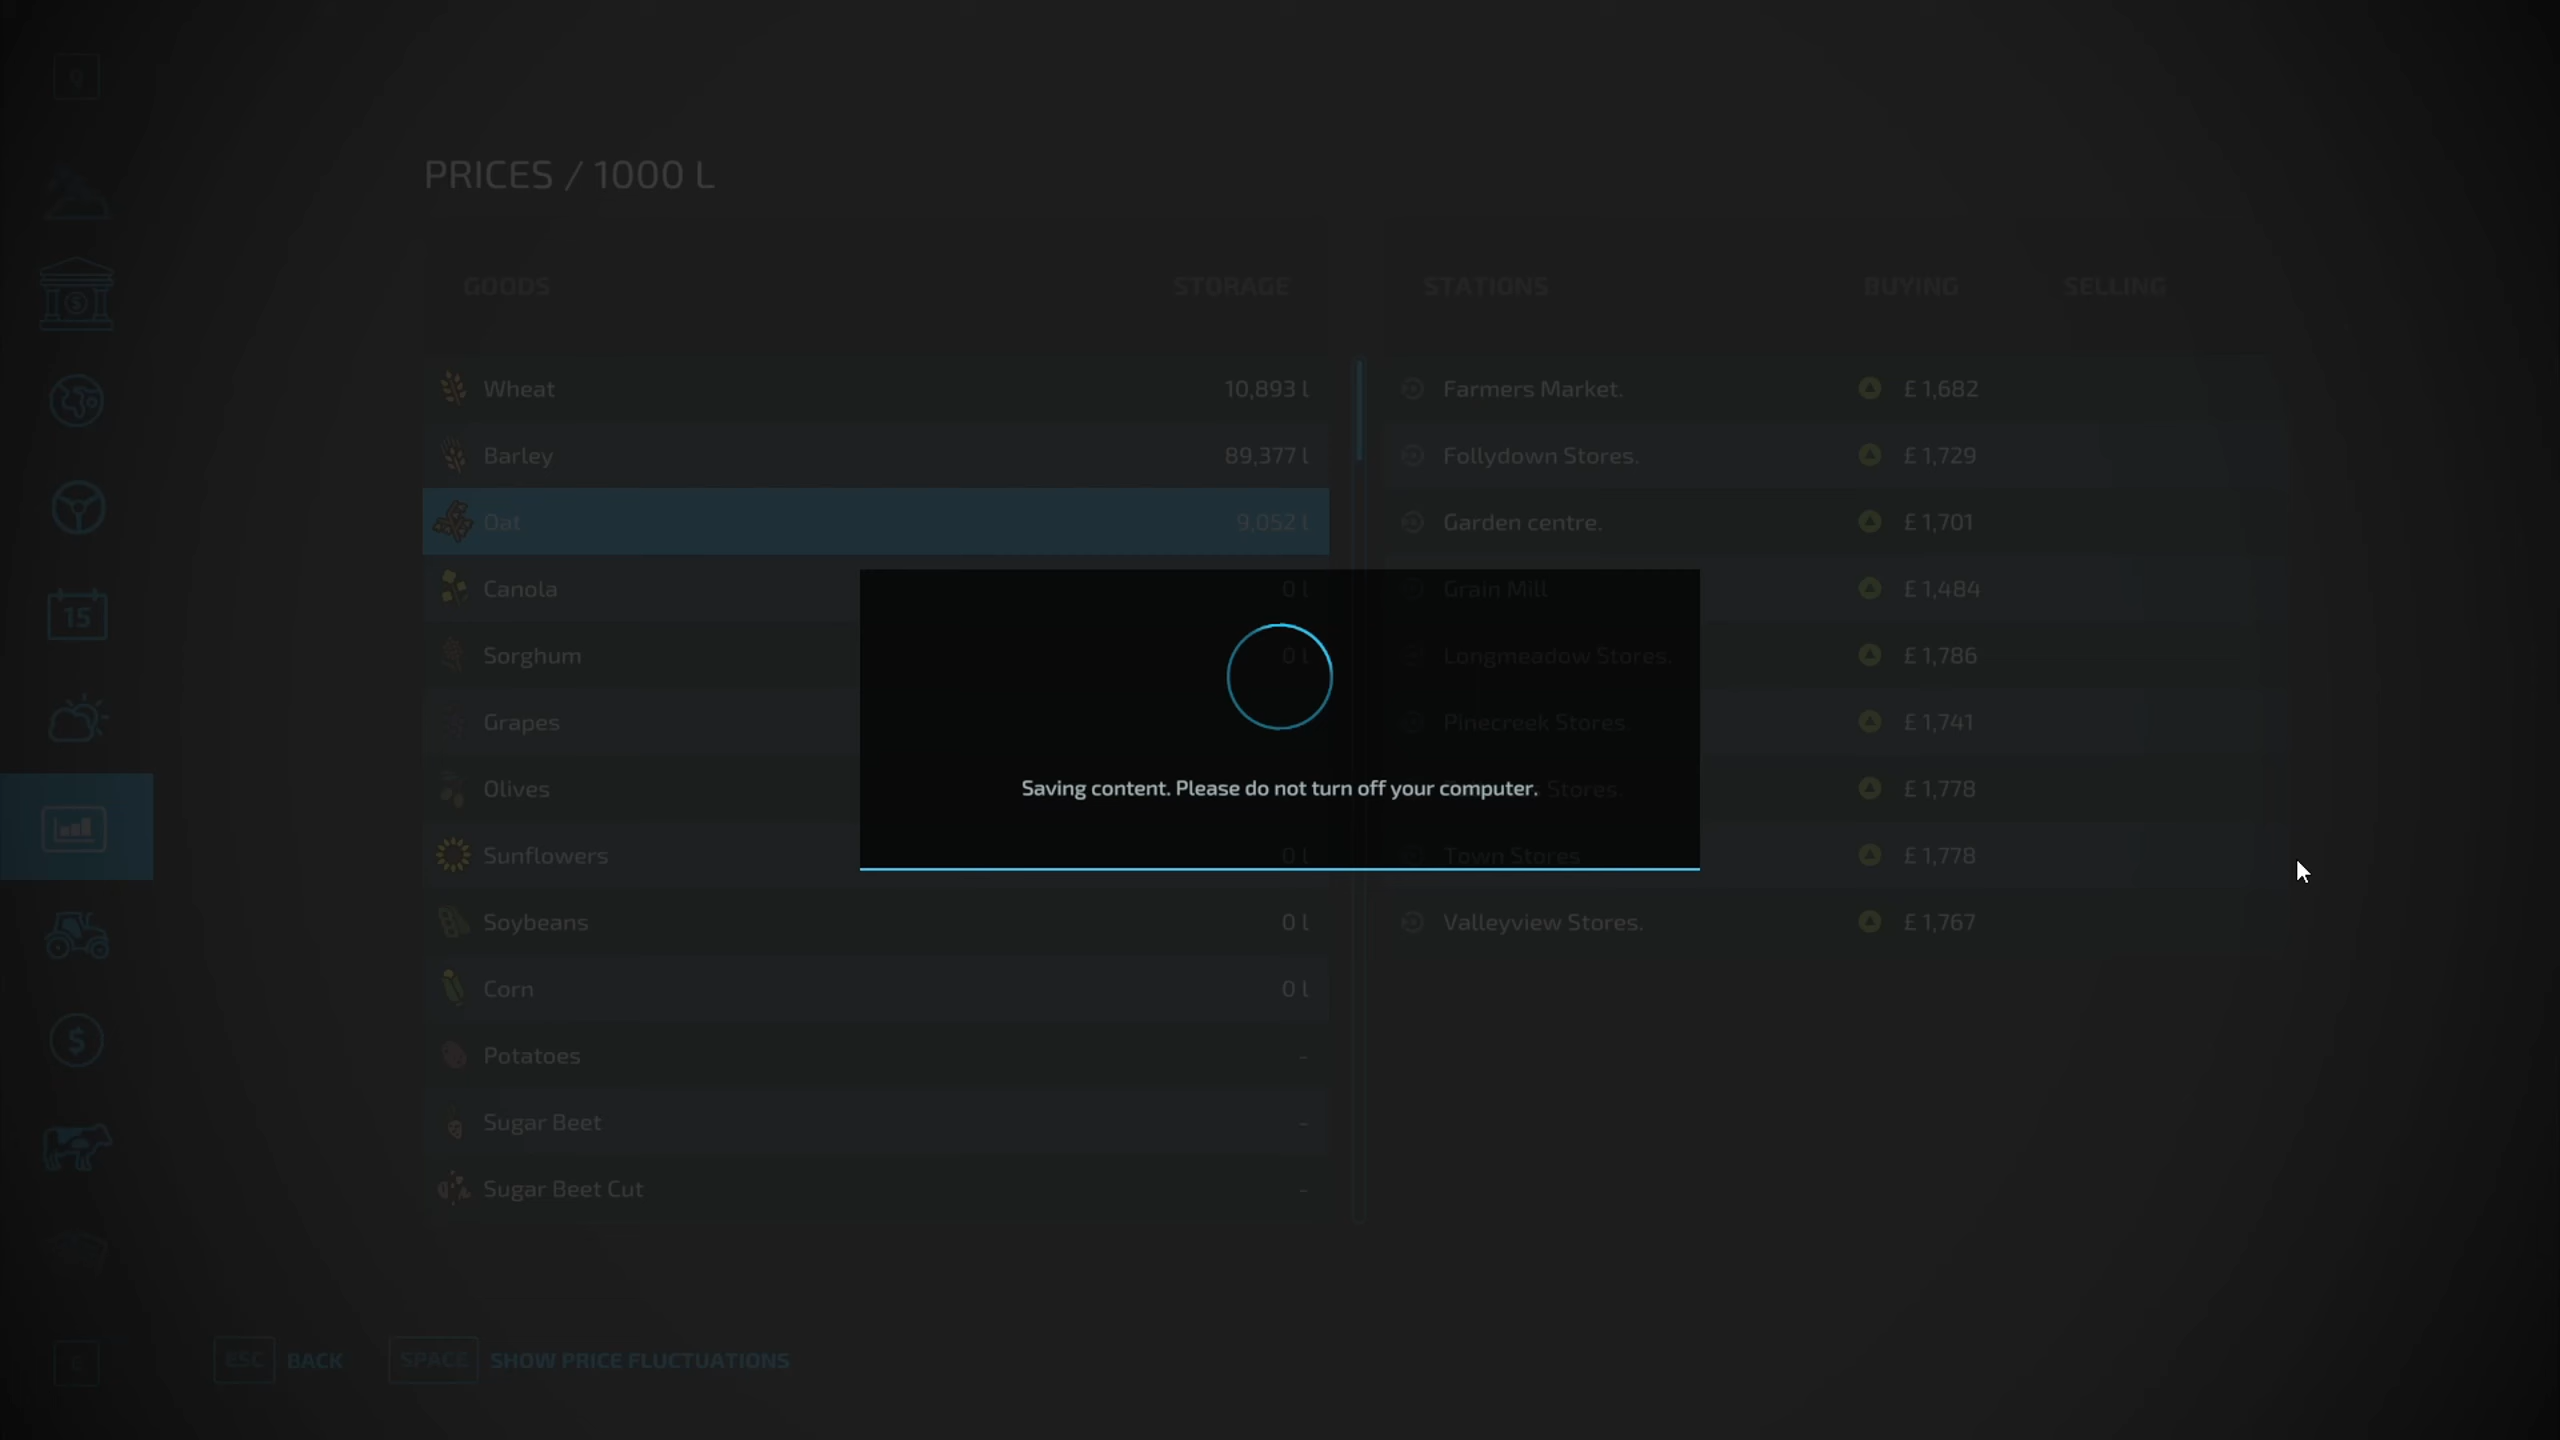 PRICES / 1000 L
GOODS STORAGE STATIONS BUYING SELLING
Wheat 10,893 l Farmers Market. £ 1,682
Barley 89,377 l Follydown Stores. £ 1,729
Oat 9,052 l Garden centre. £ 1,701
Canola 0 l Grain Mill £ 1,484
15
Sorghum 0 l Longmeadow Stores. £ 1,786
Grapes Pinecreek Stores £ 1,741
Olives Stores. £ 1,778
Saving content. Please do not turn off your computer.
Sunflowers 0 l Town Stores £ 1,778
Soybeans 0 l Valleyview Stores. £ 1,767
Corn 0 l
Potatoes -
Sugar Beet -
Sugar Beet Cut -
ESC BACK SPACE SHOW PRICE FLUCTUATIONS